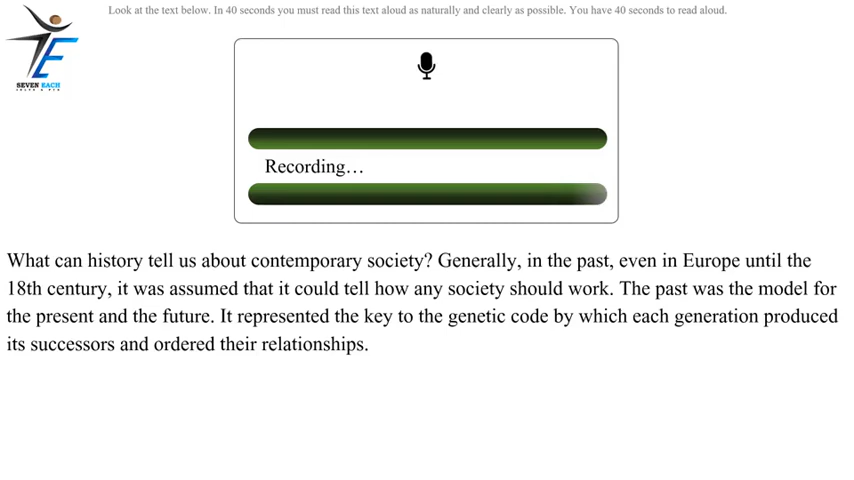 Look at the text below. In 40 seconds you must read this text aloud as naturally and clearly as possible. You have 40 seconds to read aloud.
SEVEN EACH
Recording…
What can history tell us about contemporary society? Generally, in the past, even in Europe until the
18th century, it was assumed that it could tell how any society should work. The past was the model for
the present and the future. It represented the key to the genetic code by which each generation produced
its successors and ordered their relationships.